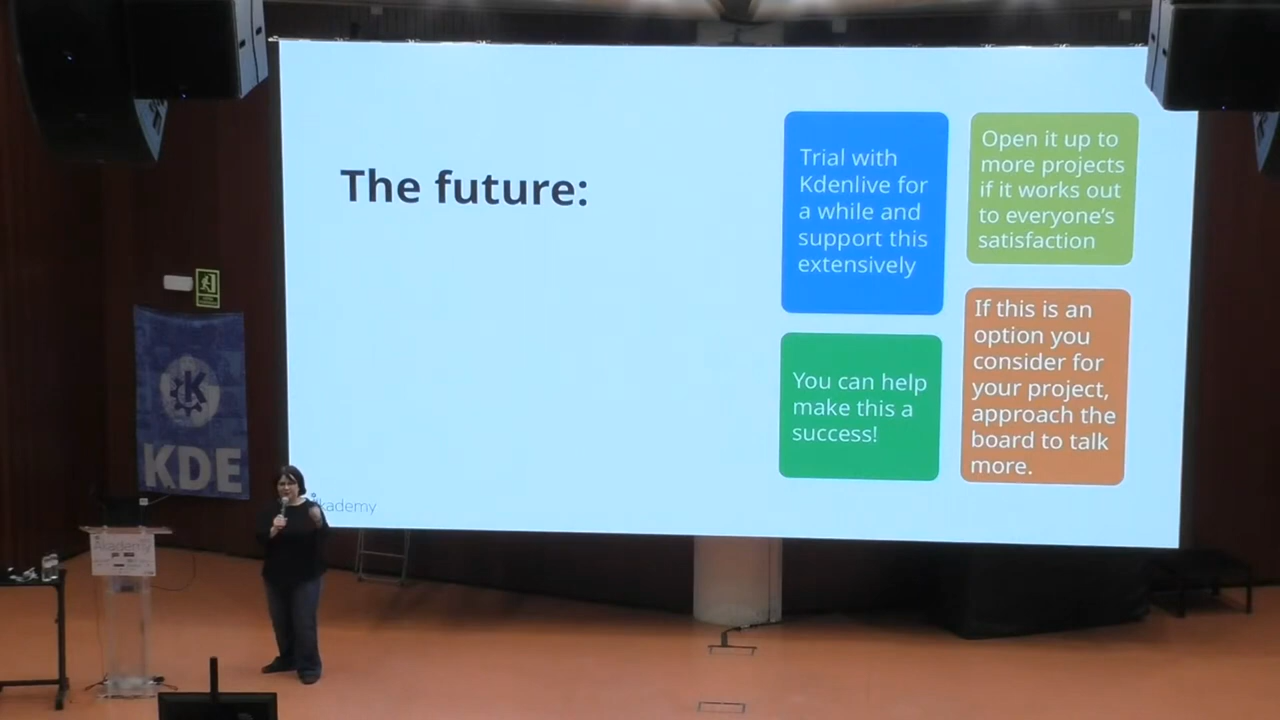 The future:
Trial with
Kdenlive for
a while and
support this
extensively
Open it up to
more projects
if it works out
to everyone's
satisfaction
You can help
make this a
success!
If this is an
option you
consider for
your project,
approach the
board to talk
more.
K
KDE
kademy
Akademy